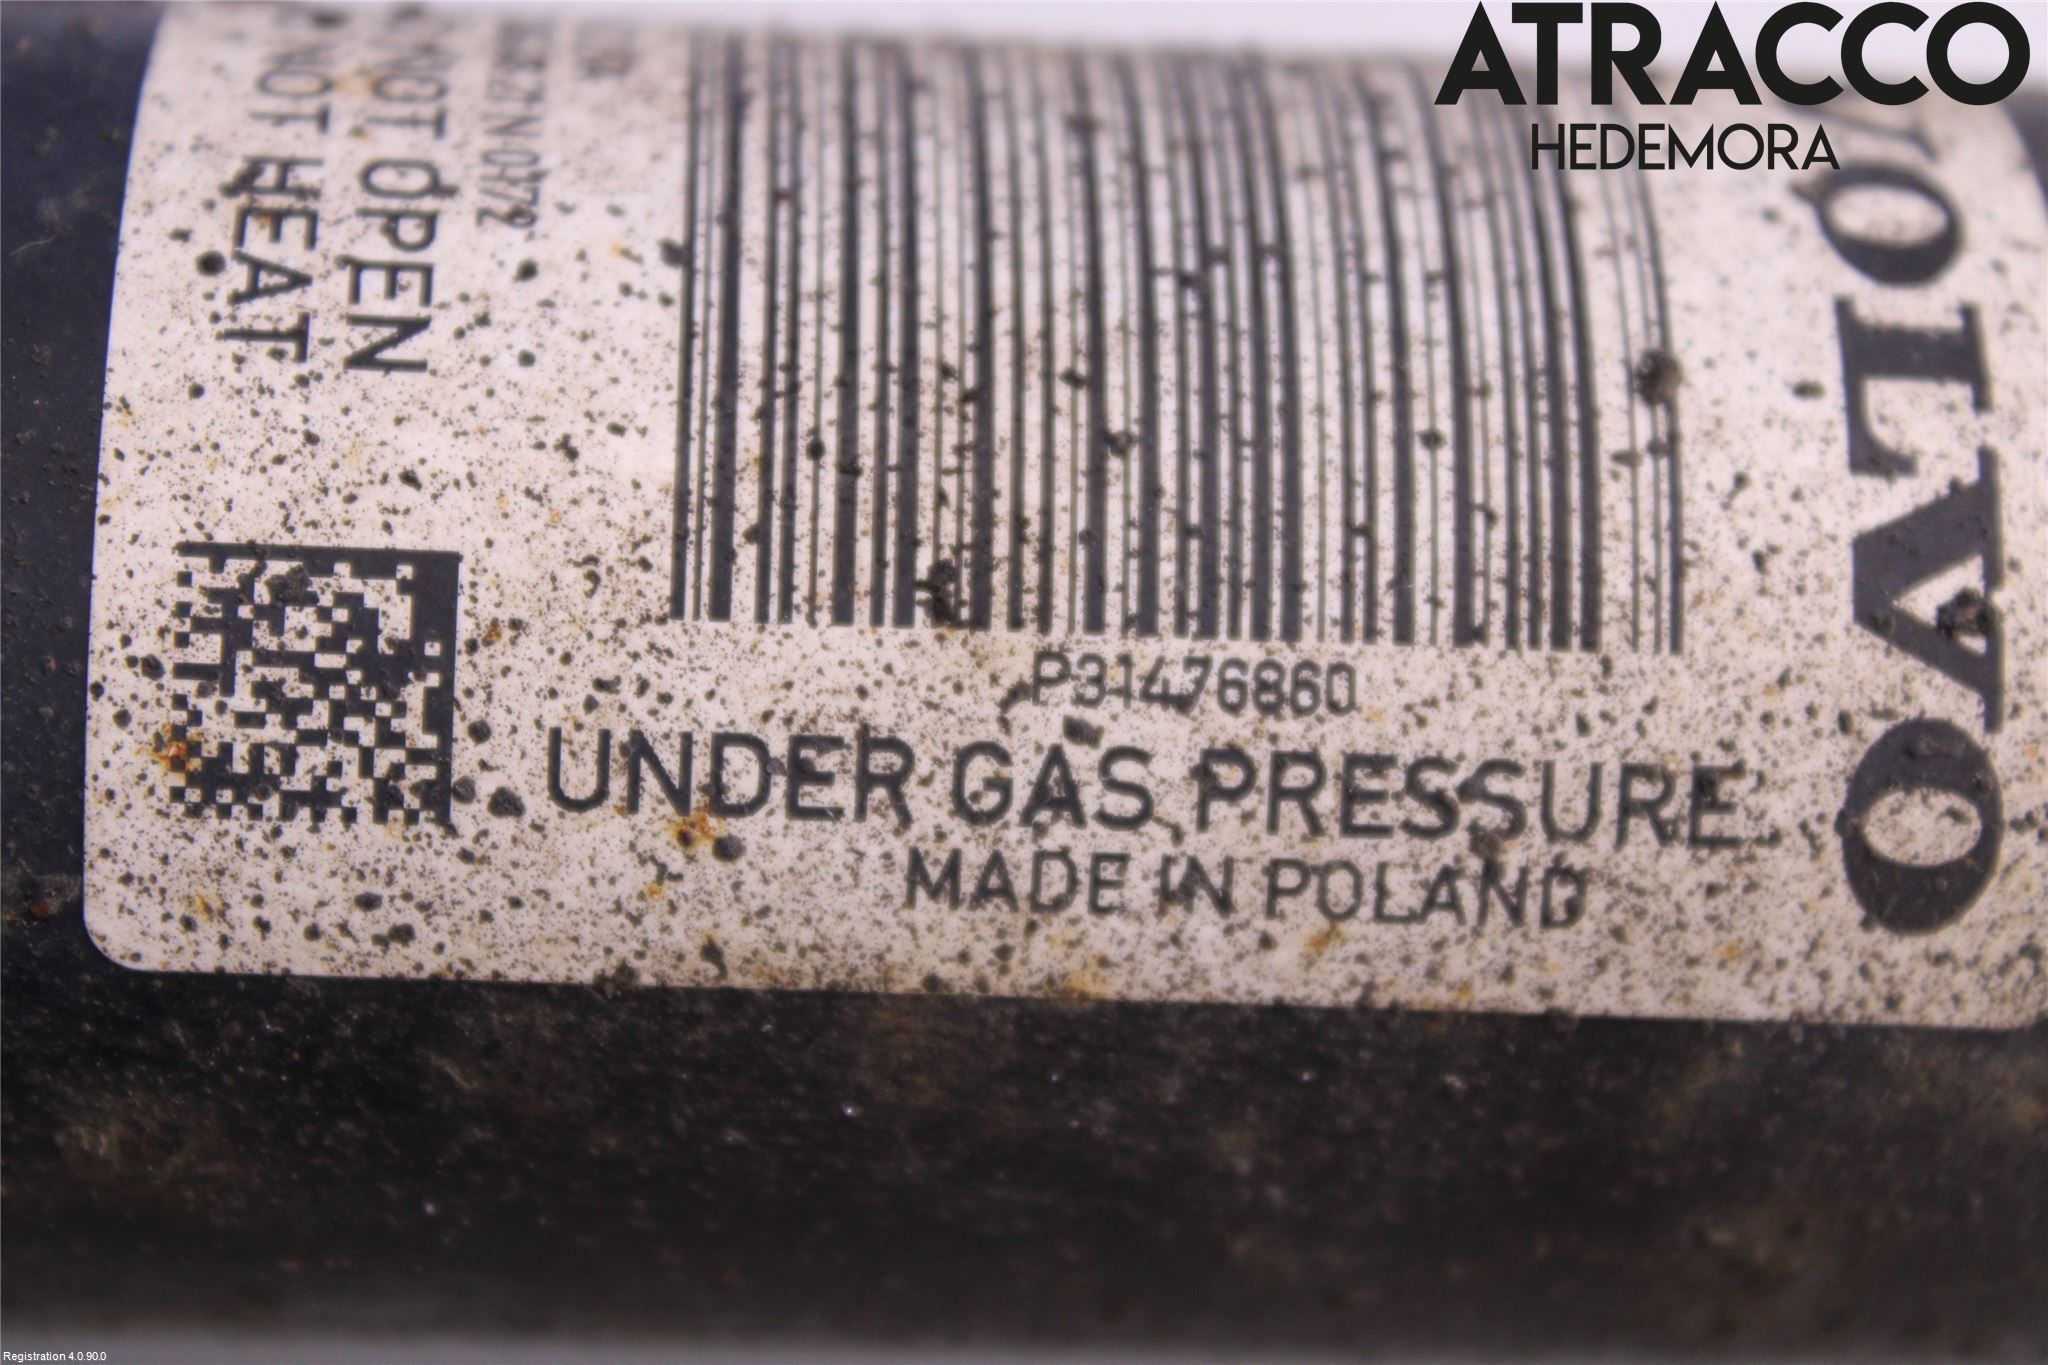 ATRACCO
HEDEMORA
VOLVO
P31476860
UNDER GAS PRESSURE.
MADE IN POLAND
NOT OPEN
NOT HEAT
Registration 4.0.90.0